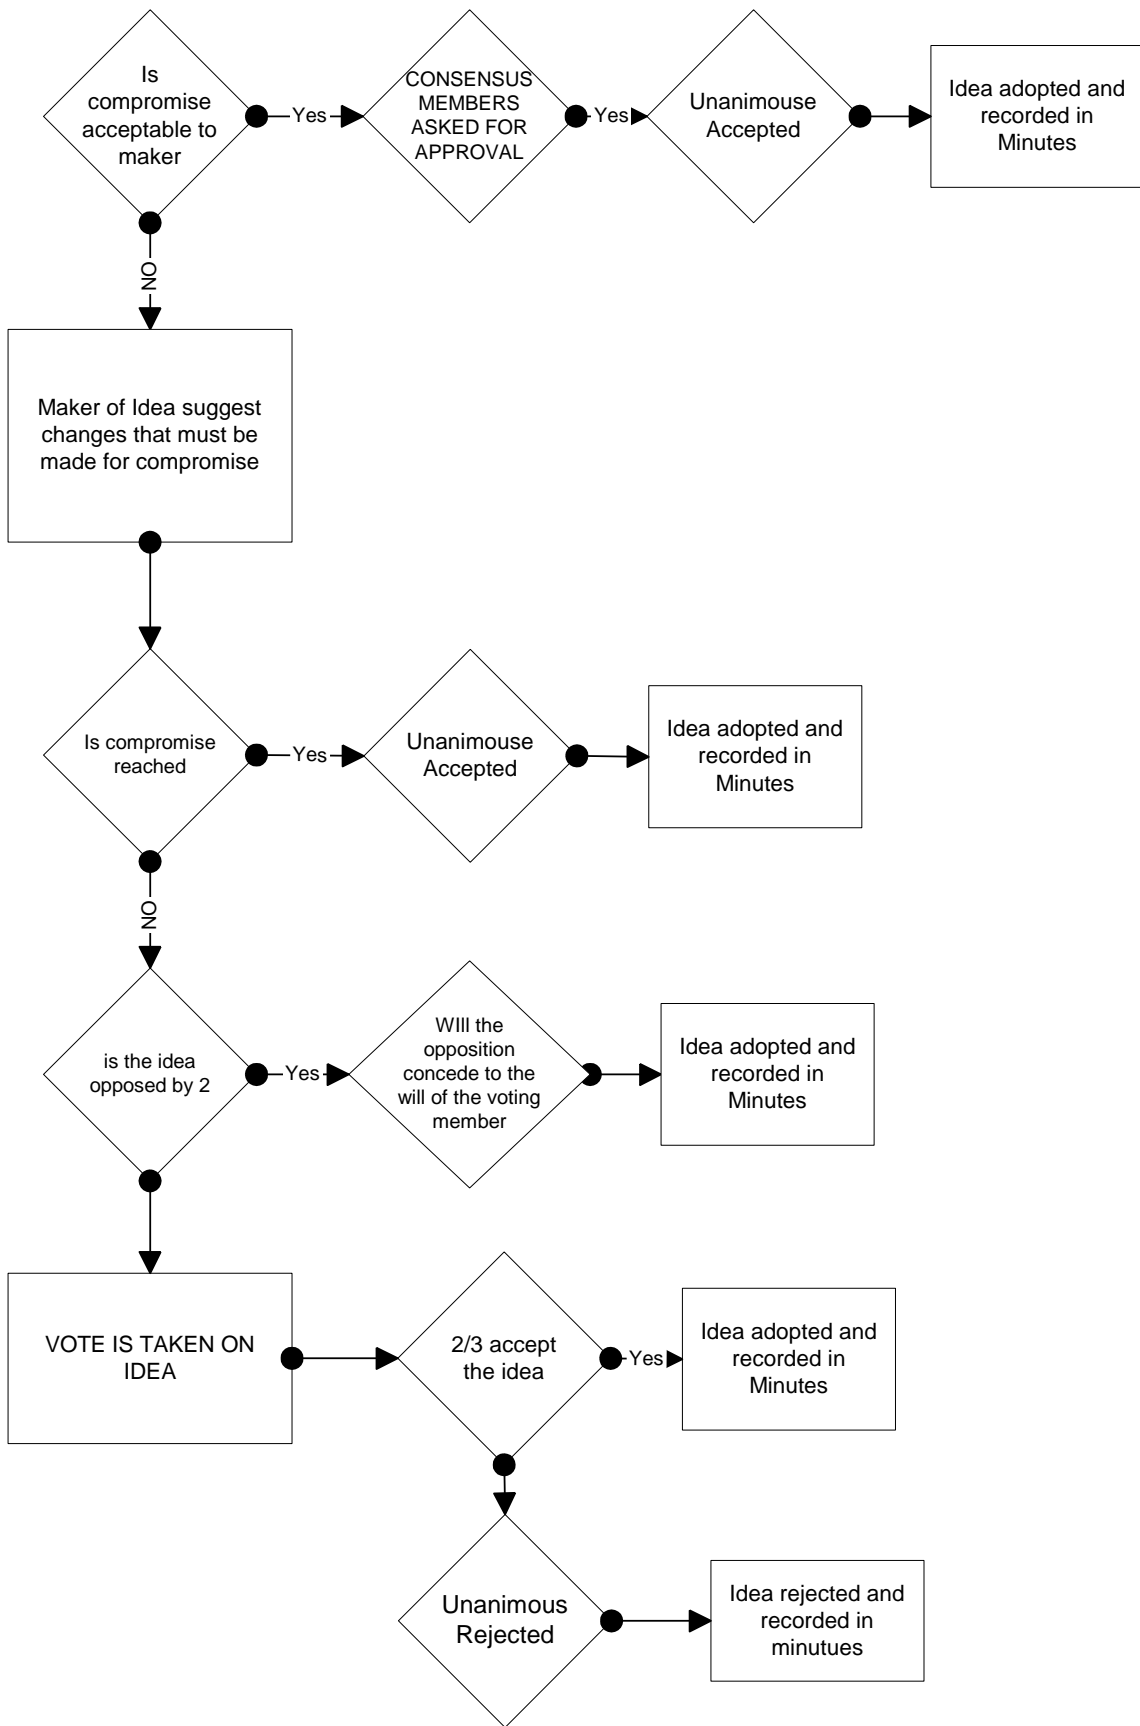 Is
compromise
acceptable to
maker
Yes
CONSENSUS
MEMBERS
ASKED FOR
APPROVAL
Yes
Unanimouse
Accepted
Idea adopted and
recorded in
Minutes
NO
Maker of Idea suggest
changes that must be
made for compromise
Is compromise
reached
Yes
Unanimouse
Accepted
Idea adopted and
recorded in
Minutes
NO
is the idea
opposed by 2
Yes
WIll the
opposition
concede to the
will of the voting
member
Idea adopted and
recorded in
Minutes
VOTE IS TAKEN ON
IDEA
2/3 accept
the idea
Yes
Idea adopted and
recorded in
Minutes
Unanimous
Rejected
Idea rejected and
recorded in
minutues